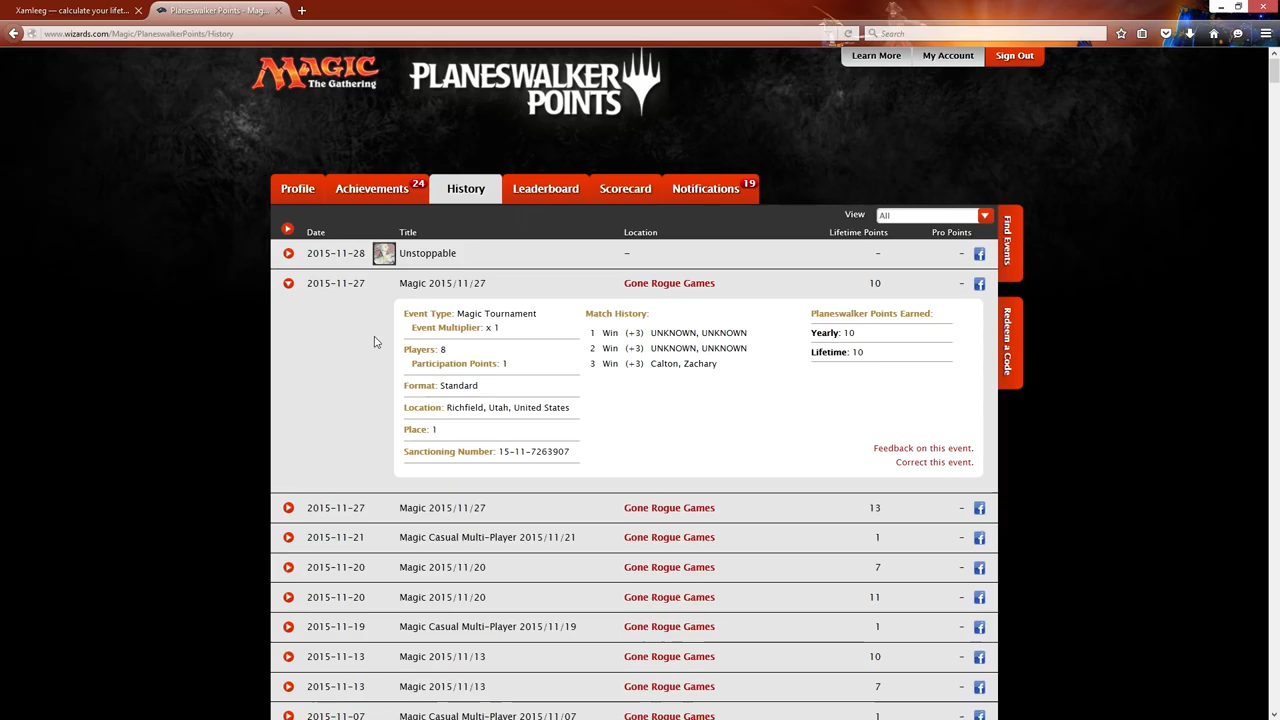 Xamleeg — calculate your lifet...
Planeswalker Points - Mag...
www.wizards.com/Magic/PlaneswalkerPoints/History
Search
Learn More My Account Sign Out
MAGIC
The Gathering
PLANESWALKER
POINTS
Profile Achievements 24 History Leaderboard Scorecard Notifications 19
View All
Date Title Location Lifetime Points Pro Points
Find Events
Redeem a Code
2015-11-28 Unstoppable – – –
2015-11-27 Magic 2015/11/27 Gone Rogue Games 10 –
Event Type: Magic Tournament
Event Multiplier: x 1
Players: 8
Participation Points: 1
Format: Standard
Location: Richfield, Utah, United States
Place: 1
Sanctioning Number: 15-11-7263907
Match History:
1 Win (+3) UNKNOWN, UNKNOWN
2 Win (+3) UNKNOWN, UNKNOWN
3 Win (+3) Calton, Zachary
Planeswalker Points Earned:
Yearly: 10
Lifetime: 10
Feedback on this event.
Correct this event.
2015-11-27 Magic 2015/11/27 Gone Rogue Games 13 –
2015-11-21 Magic Casual Multi-Player 2015/11/21 Gone Rogue Games 1 –
2015-11-20 Magic 2015/11/20 Gone Rogue Games 7 –
2015-11-20 Magic 2015/11/20 Gone Rogue Games 11 –
2015-11-19 Magic Casual Multi-Player 2015/11/19 Gone Rogue Games 1 –
2015-11-13 Magic 2015/11/13 Gone Rogue Games 10 –
2015-11-13 Magic 2015/11/13 Gone Rogue Games 7 –
2015-11-07 Magic Casual Multi-Player 2015/11/07 Gone Rogue Games 1 –